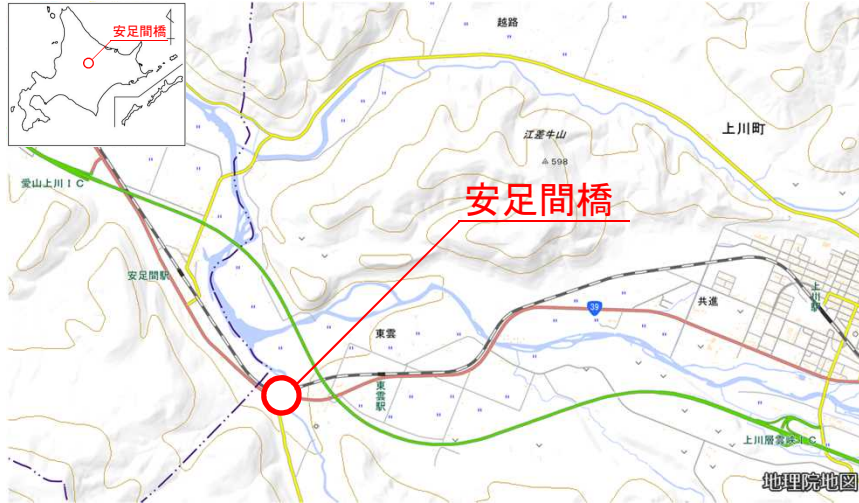 安足間橋
越路
上川町
江差牛山
598
愛山上川IC
安足間橋
安足間駅
上川駅
39
共進
東雲
東雲駅
上川層雲峡IC
地理院地図